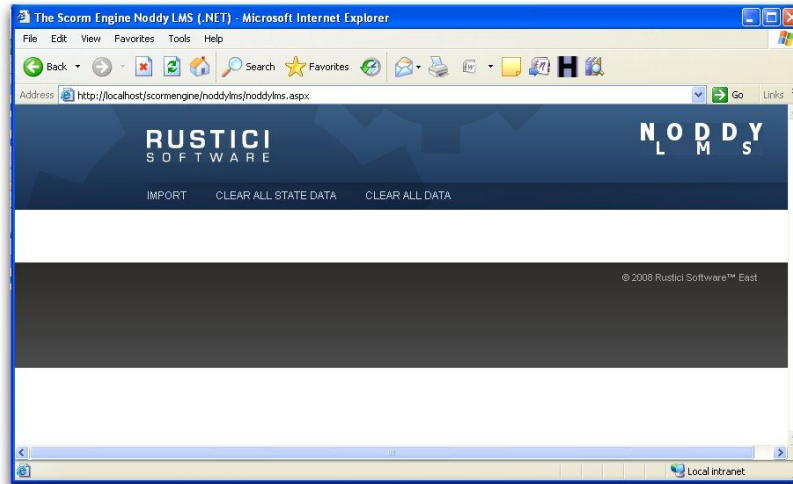 The Scorm Engine Noddy LMS (.NET) - Microsoft Internet Explorer
File Edit View Favorites Tools Help
Back Search Favorites
Address http://localhost/scormengine/noddylms/noddylms.aspx Go Links
RUSTICI
SOFTWARE
NODDY
LMS
IMPORT CLEAR ALL STATE DATA CLEAR ALL DATA
© 2008 Rustici Software™ East
Local intranet